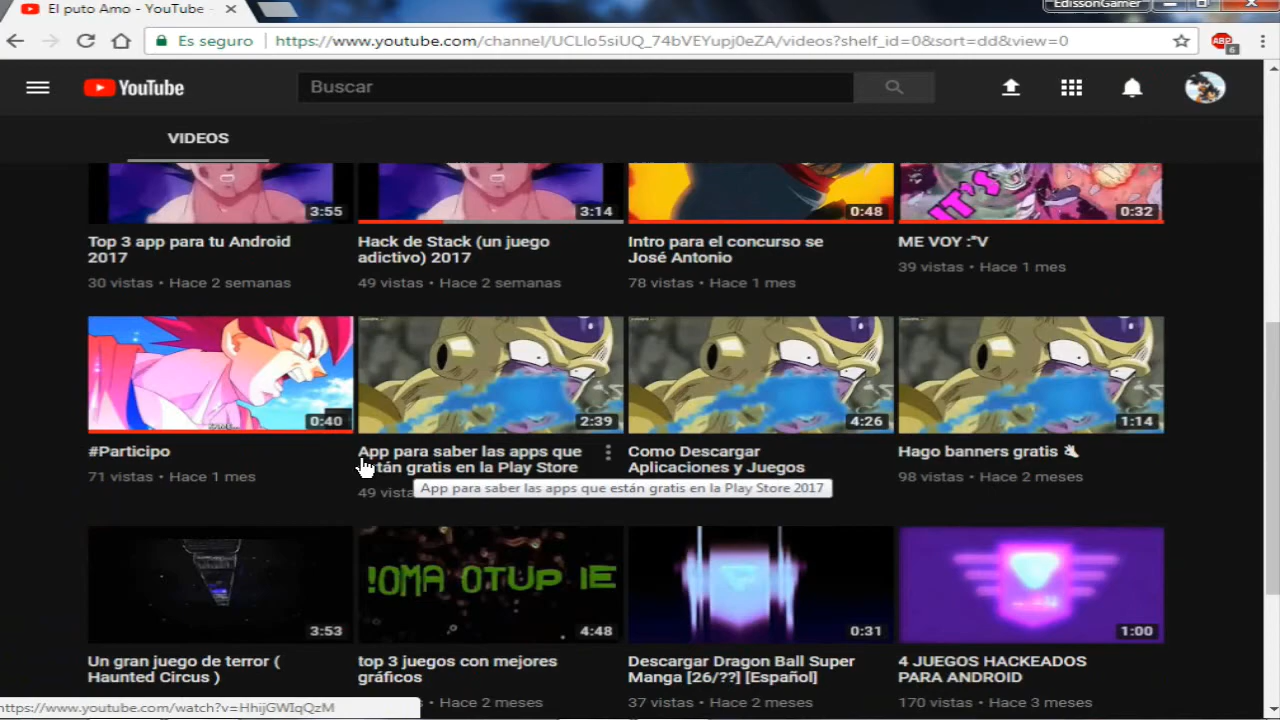 El puto Amo - YouTube
EdissonGamer
Es seguro
https://www.youtube.com/channel/UCLlo5siUQ_74bVEYupj0eZA/videos?shelf_id=0&sort=dd&view=0
ABP
6
YouTube
Buscar
VIDEOS
IT'S
3:55
3:14
0:48
0:32
Top 3 app para tu Android
2017
Hack de Stack (un juego
adictivo) 2017
Intro para el concurso se
José Antonio
ME VOY :"V
30 vistas • Hace 2 semanas
49 vistas • Hace 2 semanas
78 vistas • Hace 1 mes
39 vistas • Hace 1 mes
0:40
2:39
4:26
1:14
#Participo
App para saber las apps que
están gratis en la Play Store
Como Descargar
Aplicaciones y Juegos
Hago banners gratis
71 vistas • Hace 1 mes
49 vistas
App para saber las apps que están gratis en la Play Store 2017
98 vistas • Hace 2 meses
!OMA OTUP lE
3:53
4:48
0:31
1:00
Un gran juego de terror (
Haunted Circus )
top 3 juegos con mejores
gráficos
Descargar Dragon Ball Super
Manga [26/??] [Español]
4 JUEGOS HACKEADOS
PARA ANDROID
37 vistas • Hace 2 meses
170 vistas • Hace 3 meses
https://www.youtube.com/watch?v=HhijGWIqQzM